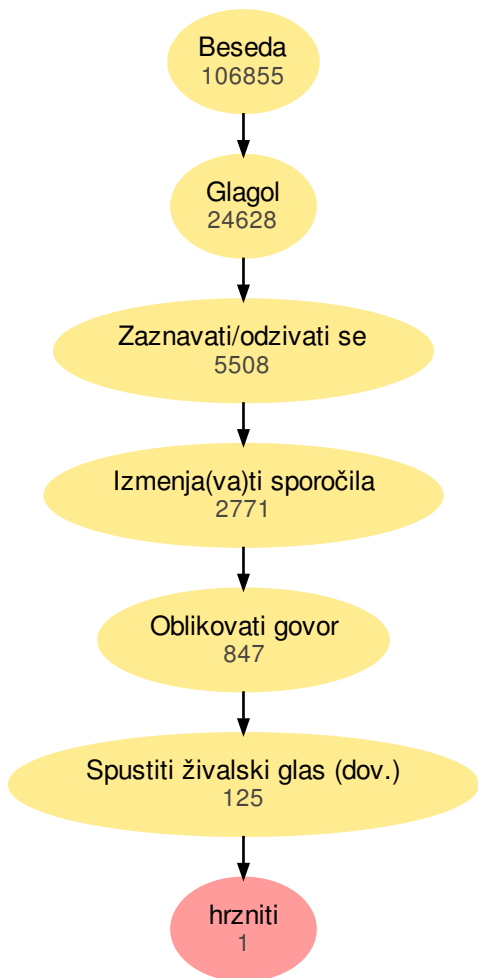 Beseda
106855
Glagol
24628
Zaznavati/odzivati se
5508
Izmenja(va)ti sporočila
2771
Oblikovati govor
847
Spustiti živalski glas (dov.)
125
hrzniti
1